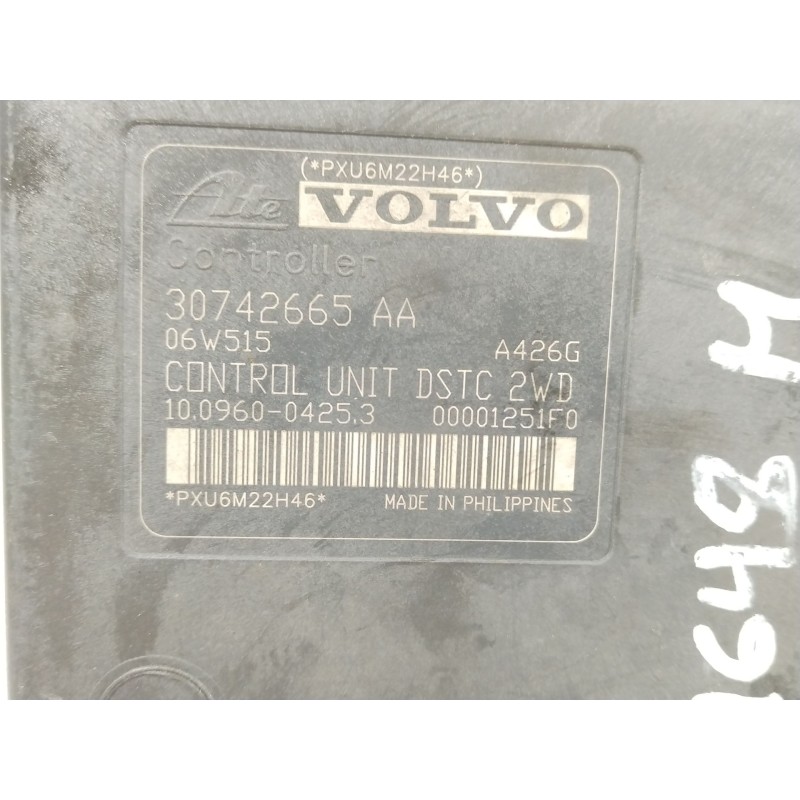 (*PXU6M22H46*)
Ate VOLVO
Controller
30742665 AA
06W515 A426G
CONTROL UNIT DSTC 2WD
10.0960-0425.3 00001251F0
*PXU6M22H46* MADE IN PHILIPPINES
9648 M